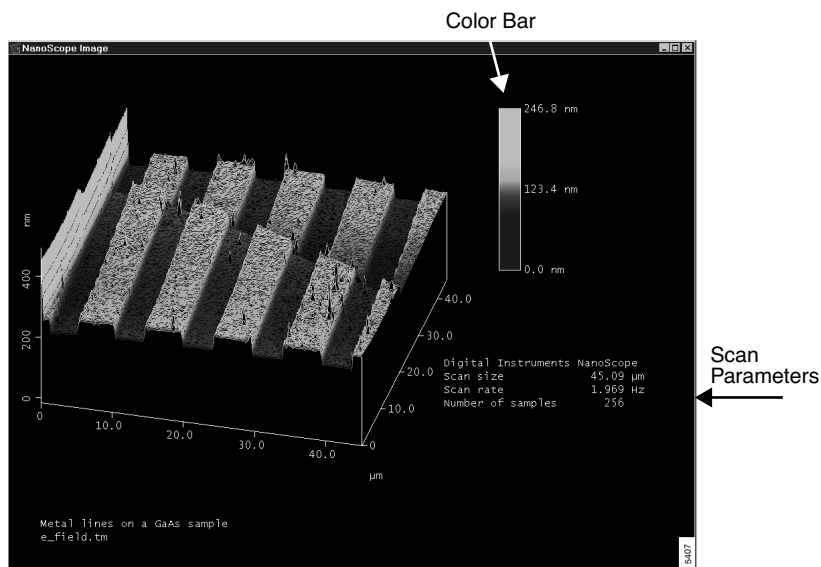 Color Bar
NanoScope Image
246.8 nm
123.4 nm
0.0 nm
nm
400
200
0
0
10.0
20.0
30.0
40.0
µm
0
10.0
20.0
30.0
40.0
Digital Instruments NanoScope
Scan size 45.09 µm
Scan rate 1.969 Hz
Number of samples 256
Scan
Parameters
Metal lines on a GaAs sample
e_field.tm
5407